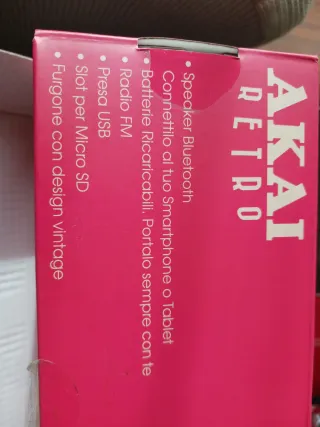 AKAI
RETRO
• Speaker Bluetooth
Connettilo al tuo Smartphone o Tablet
• Batterie Ricaricabili. Portalo sempre con te
• Radio FM
• Presa USB
• Slot per Micro SD
• Furgone con design vintage